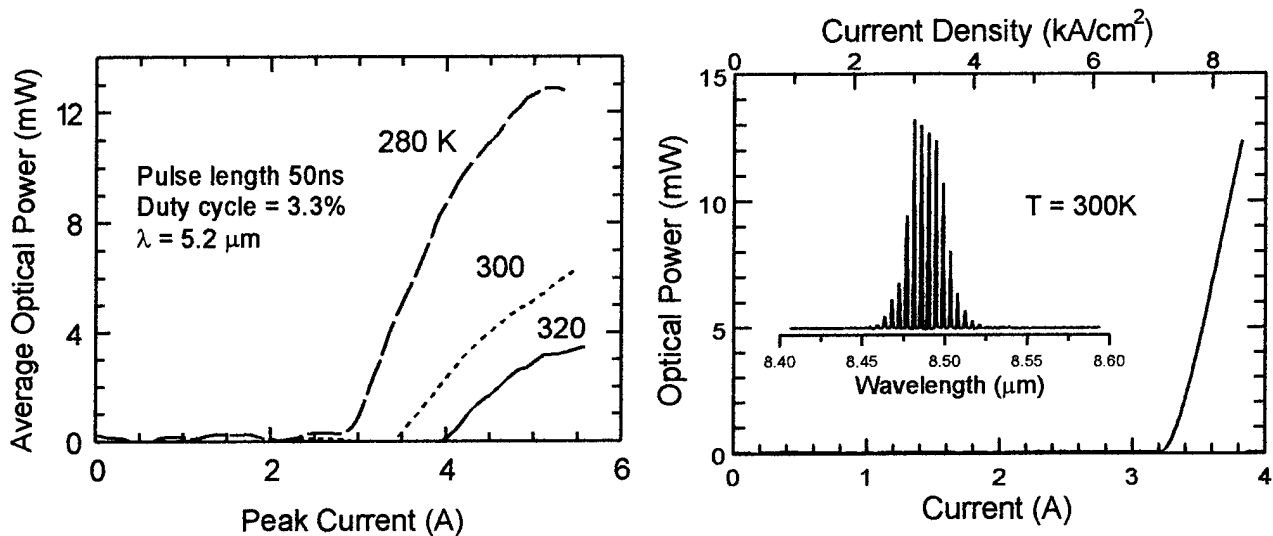 Average Optical Power (mW)
12
8
4
0
280 K
Pulse length 50ns
Duty cycle = 3.3%
λ = 5.2 μm
300
320
0 2 4 6
Peak Current (A)
Current Density (kA/cm²)
0 2 4 6 8
Optical Power (mW)
15
10
5
0
T = 300K
8.40 8.45 8.50 8.55 8.60
Wavelength (μm)
0 1 2 3 4
Current (A)